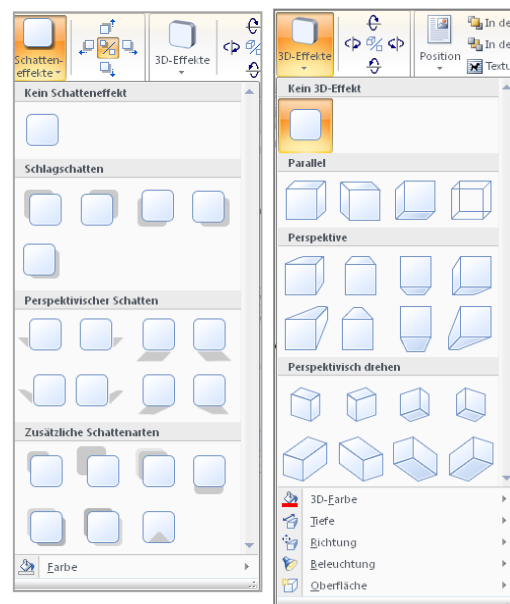 Schatten-
effekte
3D-Effekte
Kein Schatteneffekt
Schlagschatten
Perspektivischer Schatten
Zusätzliche Schattenarten
Farbe
3D-Effekte
Position
In de
In de
Textu
Kein 3D-Effekt
Parallel
Perspektive
Perspektivisch drehen
3D-Farbe
Tiefe
Richtung
Beleuchtung
Oberfläche